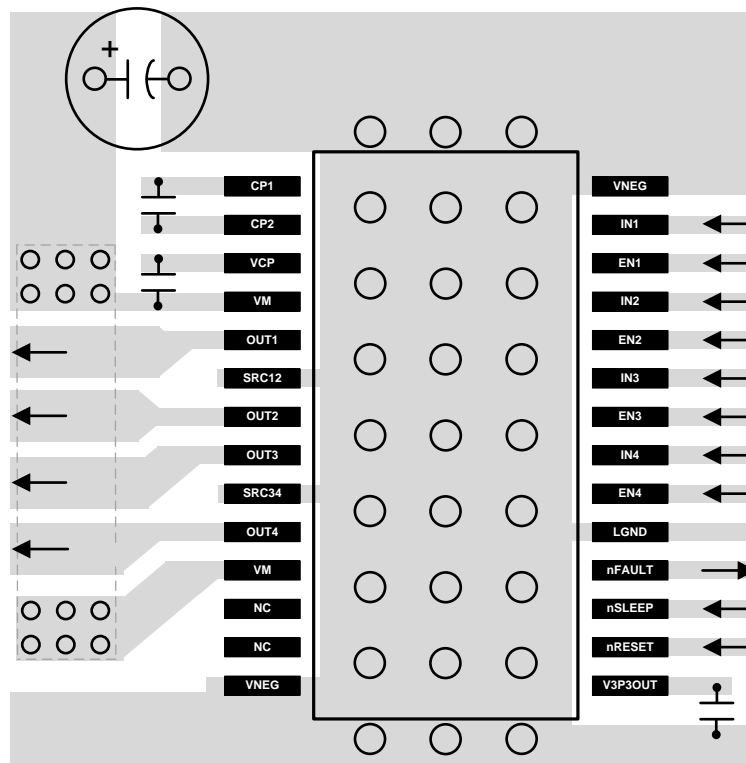 +
CP1
CP2
VCP
VM
OUT1
SRC12
OUT2
OUT3
SRC34
OUT4
VM
NC
NC
VNEG
VNEG
IN1
EN1
IN2
EN2
IN3
EN3
IN4
EN4
LGND
nFAULT
nSLEEP
nRESET
V3P3OUT